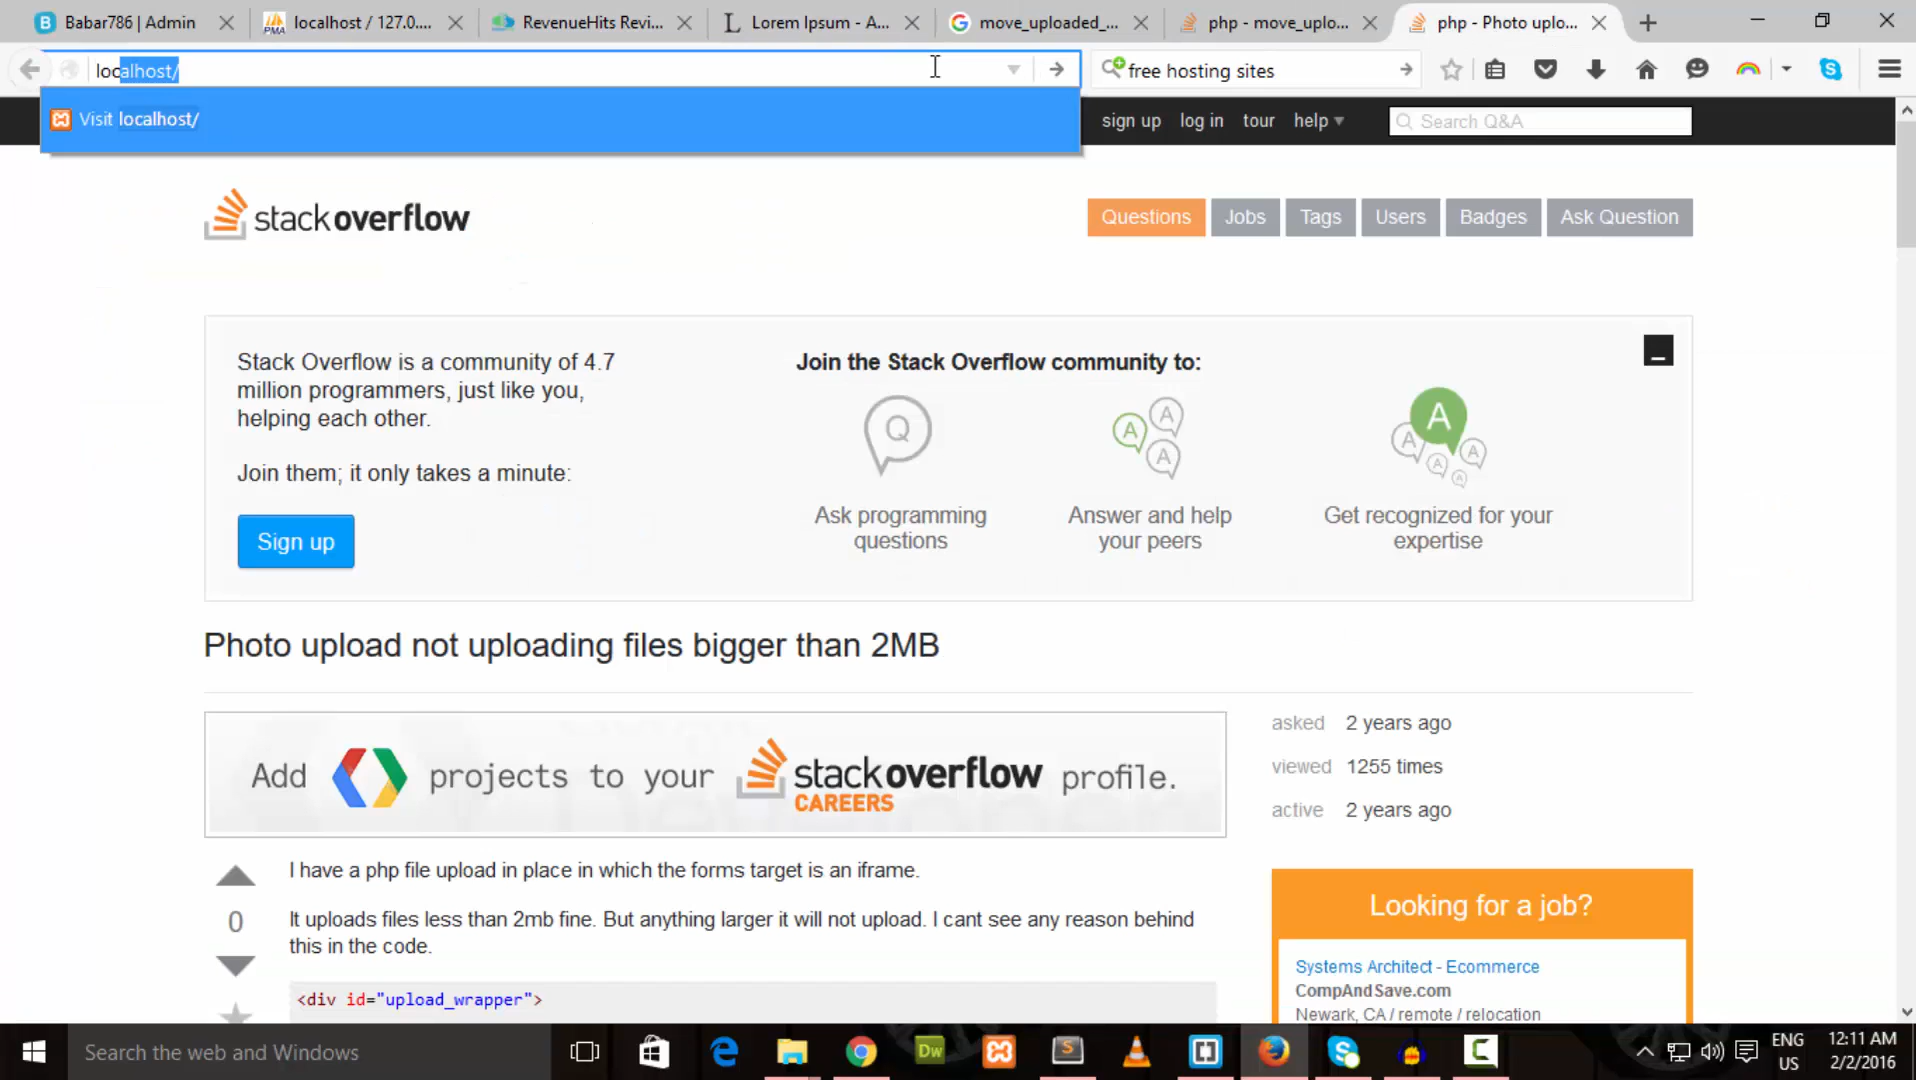 Babar786 | Admin
localhost / 127.0....
PMA
RevenueHits Revi...
Lorem Ipsum - A...
move_uploaded_...
php - move_uplo...
php - Photo uplo...
localhost/
free hosting sites
Visit localhost/
sign up log in tour help
Search Q&A
stackoverflow
Questions Jobs Tags Users Badges Ask Question
Stack Overflow is a community of 4.7
million programmers, just like you,
helping each other.
Join them; it only takes a minute:
Sign up
Join the Stack Overflow community to:
Q
A
A
A
A
A
A
A
A
Ask programming
questions
Answer and help
your peers
Get recognized for your
expertise
Photo upload not uploading files bigger than 2MB
Add projects to your stackoverflow profile.
CAREERS
asked 2 years ago
viewed 1255 times
active 2 years ago
I have a php file upload in place in which the forms target is an iframe.
0
It uploads files less than 2mb fine. But anything larger it will not upload. I cant see any reason behind
this in the code.
<div id="upload_wrapper">
Looking for a job?
Systems Architect - Ecommerce
CompAndSave.com
Newark, CA / remote / relocation
Search the web and Windows
Dw
ENG
US
12:11 AM
2/2/2016